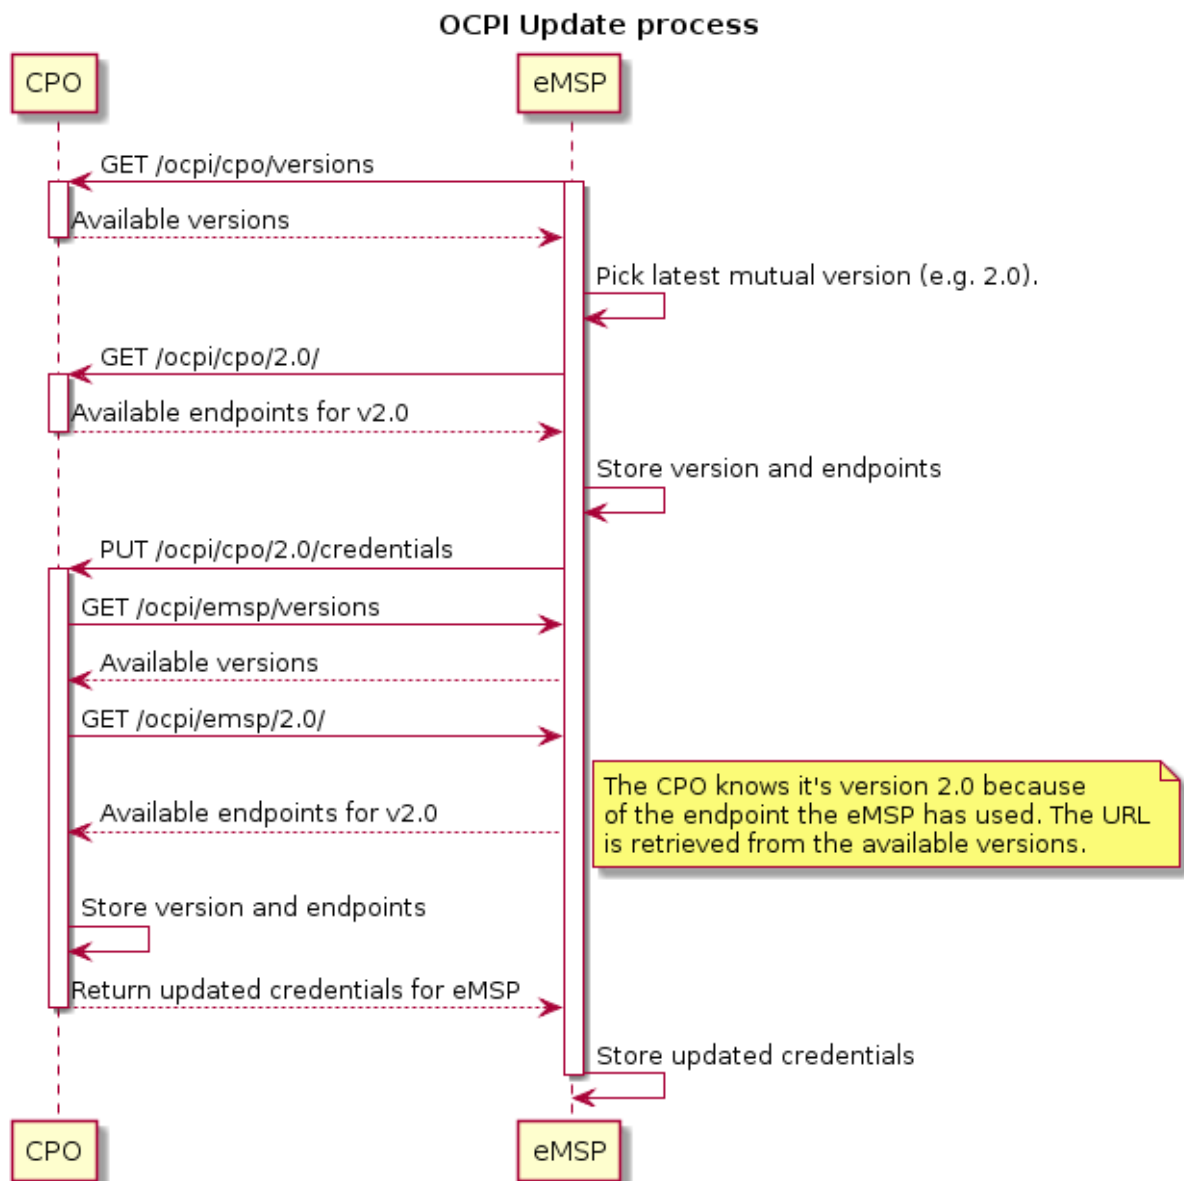 OCPI Update process
CPO
eMSP
GET /ocpi/cpo/versions
Available versions
Pick latest mutual version (e.g. 2.0).
GET /ocpi/cpo/2.0/
Available endpoints for v2.0
Store version and endpoints
PUT /ocpi/cpo/2.0/credentials
GET /ocpi/emsp/versions
Available versions
GET /ocpi/emsp/2.0/
The CPO knows it's version 2.0 because
of the endpoint the eMSP has used. The URL
is retrieved from the available versions.
Available endpoints for v2.0
Store version and endpoints
Return updated credentials for eMSP
Store updated credentials
CPO
eMSP